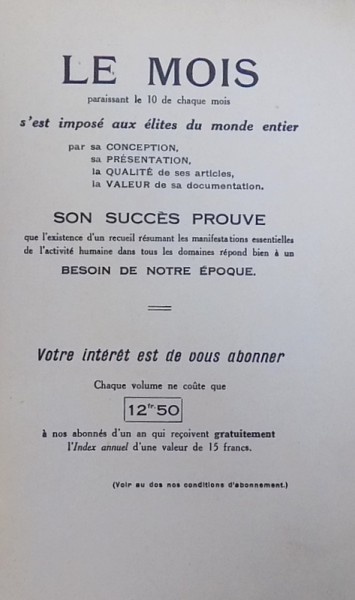 LE MOIS
paraissant le 10 de chaque mois
s'est imposé aux élites du monde entier
par sa CONCEPTION,
sa PRÉSENTATION,
la QUALITÉ de ses articles,
la VALEUR de sa documentation.
SON SUCCÈS PROUVE
que l'existence d'un recueil résumant les manifestations essentielles
de l'activité humaine dans tous les domaines répond bien à un
BESOIN DE NOTRE ÉPOQUE.
Votre intérêt est de vous abonner
Chaque volume ne coûte que
12 fr. 50
à nos abonnés d'un an qui reçoivent gratuitement
l'Index annuel d'une valeur de 15 francs.
(Voir au dos nos conditions d'abonnement.)